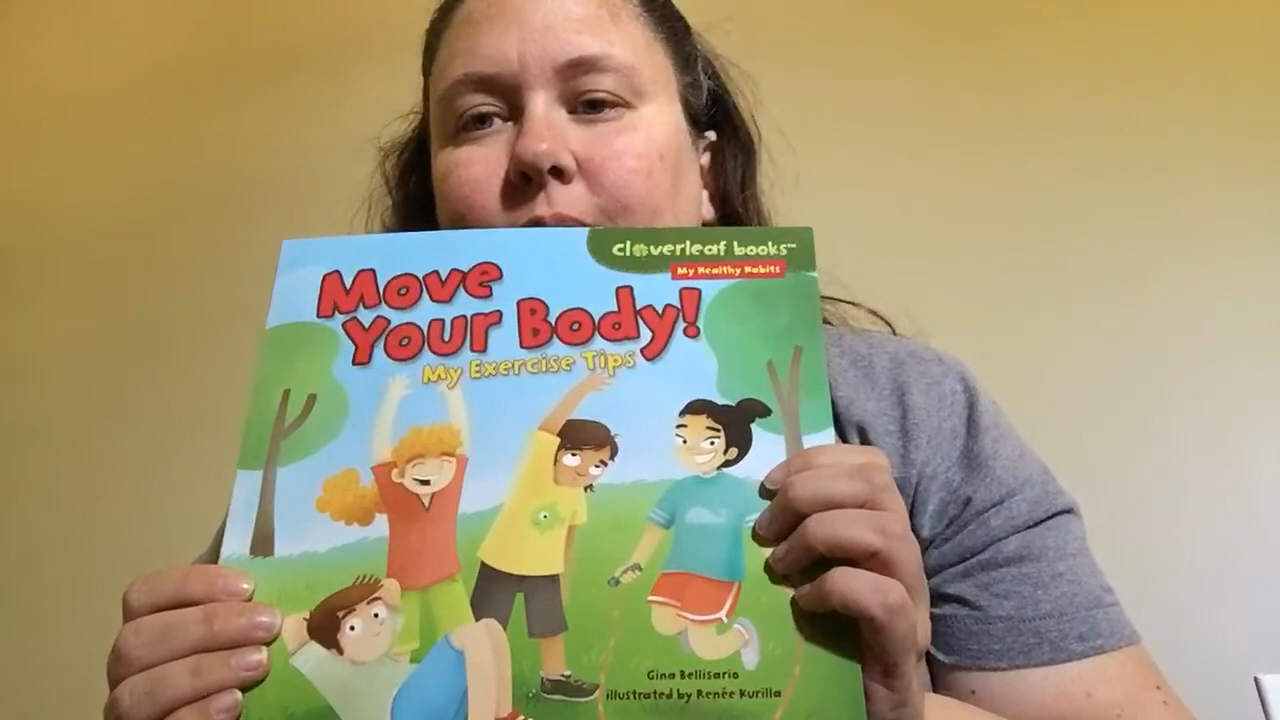 cloverleaf books™
My Healthy Habits
Move
Your Body!
My Exercise Tips
Gina Bellisario
illustrated by Renée Kurilla